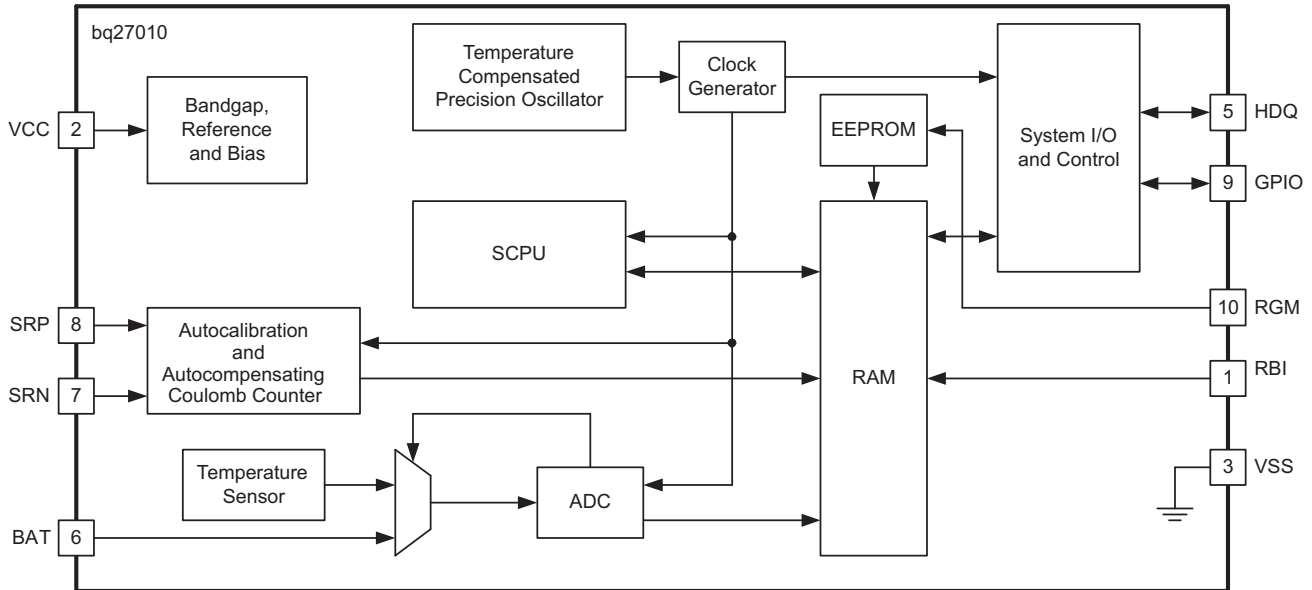 bq27010
Temperature
Compensated
Precision Oscillator
Clock
Generator
System I/O
and Control
Bandgap,
Reference
and Bias
VCC 2
EEPROM
5 HDQ
9 GPIO
SCPU
RAM
10 RGM
1 RBI
3 VSS
SRP 8
SRN 7
Autocalibration
and
Autocompensating
Coulomb Counter
Temperature
Sensor
ADC
BAT 6